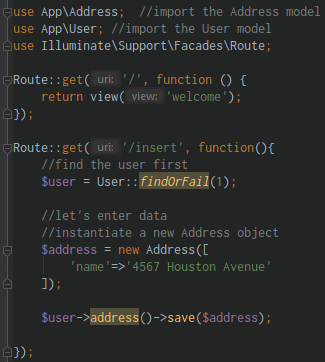 use App\Address;  //import the Address model
use App\User; //import the User model
use Illuminate\Support\Facades\Route;
Route::get( uri: '/', function () {
    return view( view: 'welcome');
});
Route::get( uri: '/insert', function(){
    //find the user first
    $user = User::findOrFail(1);
    //let's enter data
    //instantiate a new Address object
    $address = new Address([
        'name'=>'4567 Houston Avenue'
    ]);
    $user->address()->save($address);
});